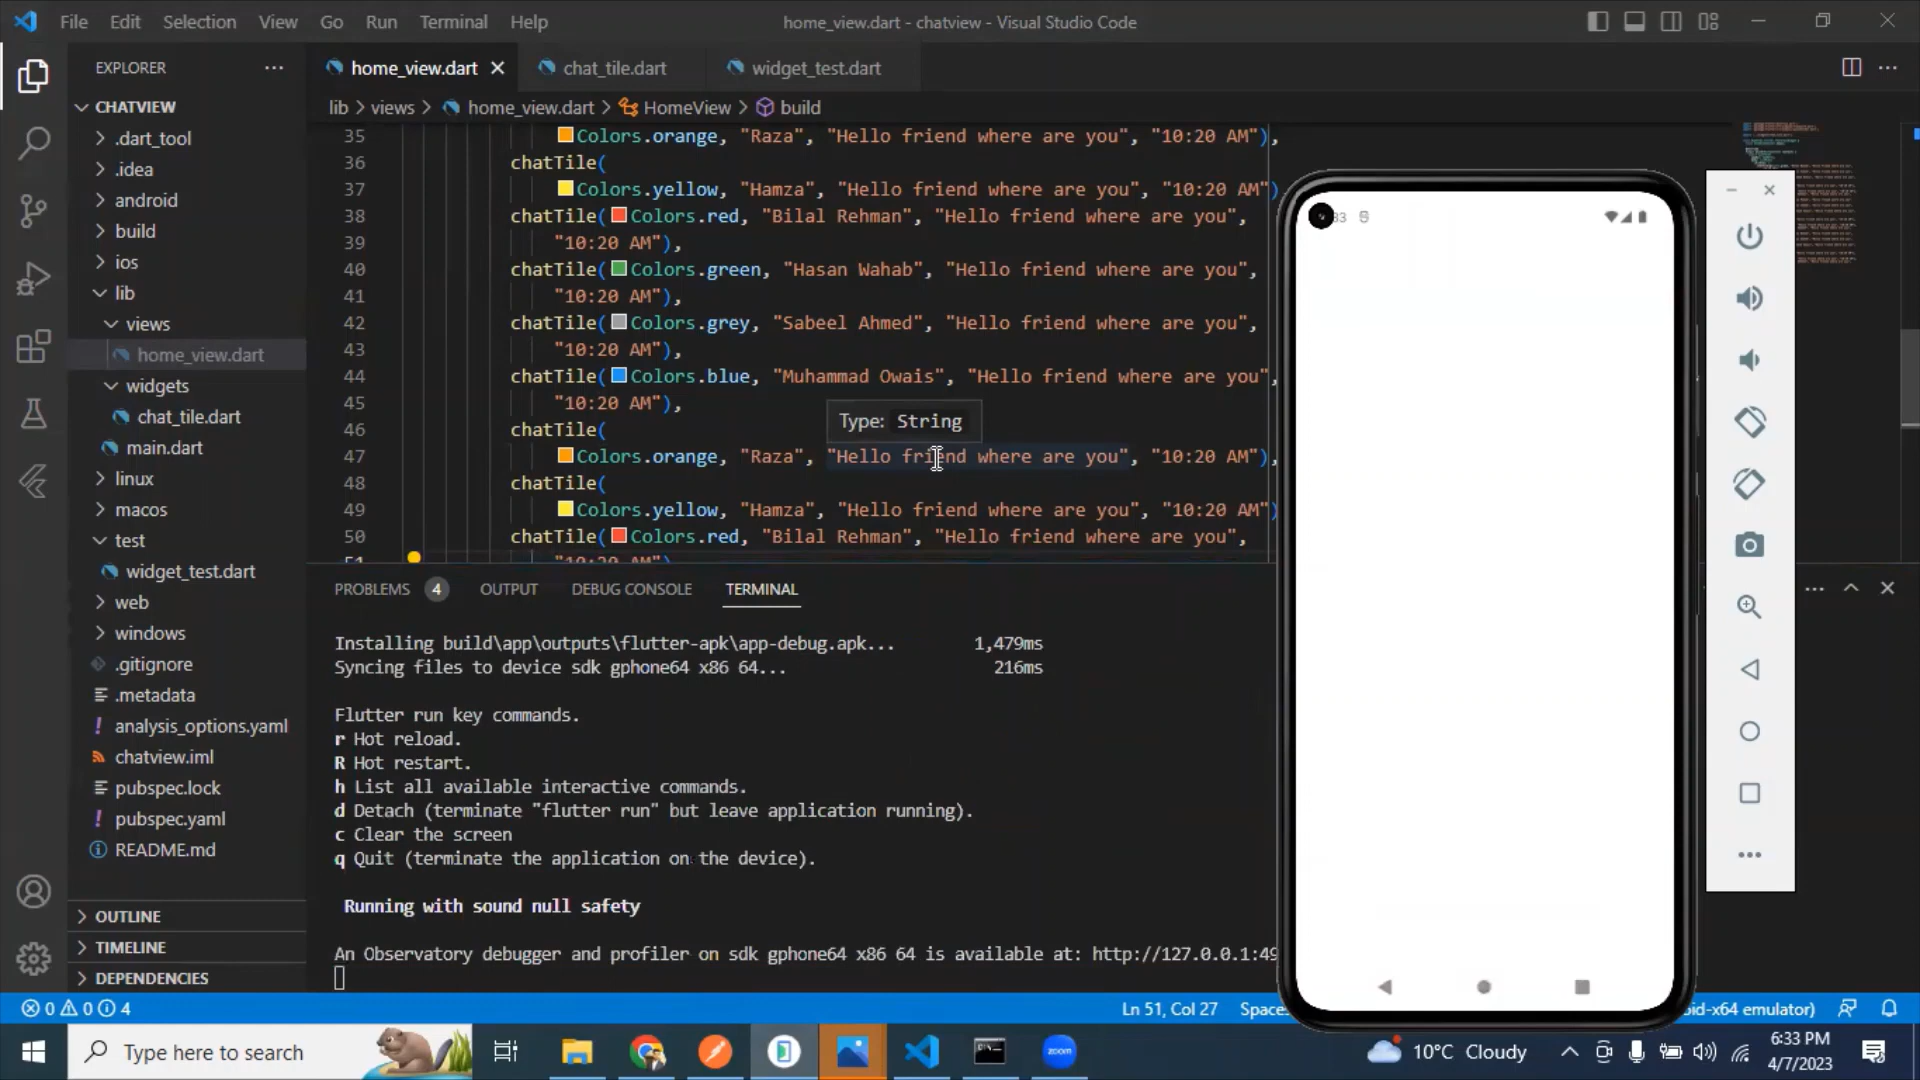 File Edit Selection View Go Run Terminal Help
home_view.dart - chatview - Visual Studio Code
EXPLORER
CHATVIEW
.dart_tool
.idea
android
build
ios
lib
views
home_view.dart
widgets
chat_tile.dart
main.dart
linux
macos
test
widget_test.dart
web
windows
.gitignore
.metadata
analysis_options.yaml
chatview.iml
pubspec.lock
pubspec.yaml
README.md
OUTLINE
TIMELINE
DEPENDENCIES
home_view.dart chat_tile.dart widget_test.dart
lib > views > home_view.dart > HomeView > build
35 Colors.orange, "Raza", "Hello friend where are you", "10:20 AM"),
36 chatTile(
37 Colors.yellow, "Hamza", "Hello friend where are you", "10:20 AM")
38 chatTile( Colors.red, "Bilal Rehman", "Hello friend where are you",
39 "10:20 AM"),
40 chatTile( Colors.green, "Hasan Wahab", "Hello friend where are you",
41 "10:20 AM"),
42 chatTile( Colors.grey, "Sabeel Ahmed", "Hello friend where are you",
43 "10:20 AM"),
44 chatTile( Colors.blue, "Muhammad Owais", "Hello friend where are you",
45 "10:20 AM"),
Type: String
46 chatTile(
47 Colors.orange, "Raza", "Hello friend where are you", "10:20 AM"),
48 chatTile(
49 Colors.yellow, "Hamza", "Hello friend where are you", "10:20 AM")
50 chatTile( Colors.red, "Bilal Rehman", "Hello friend where are you",
51 "10:20 AM")
PROBLEMS 4 OUTPUT DEBUG CONSOLE TERMINAL
Installing build\app\outputs\flutter-apk\app-debug.apk... 1,479ms
Syncing files to device sdk gphone64 x86 64... 216ms
Flutter run key commands.
r Hot reload.
R Hot restart.
h List all available interactive commands.
d Detach (terminate "flutter run" but leave application running).
c Clear the screen
q Quit (terminate the application on the device).
Running with sound null safety
An Observatory debugger and profiler on sdk gphone64 x86 64 is available at: http://127.0.0.1:49
33
0 0 4
Ln 51, Col 27
Spaces
oid-x64 emulator)
Type here to search
zoom
10°C Cloudy
6:33 PM
4/7/2023